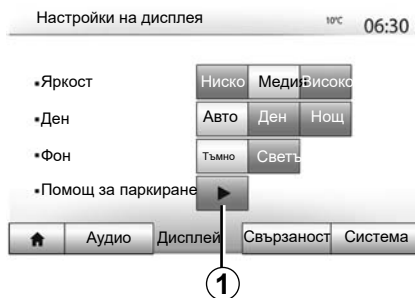 Настройки на дисплея 10°C 06:30
▪Яркост Ниско Медия Високо
▪Ден Авто Ден Нощ
▪Фон Тъмно Светъ
▪Помощ за паркиране
Аудио Дисплей Свързаност Система
1